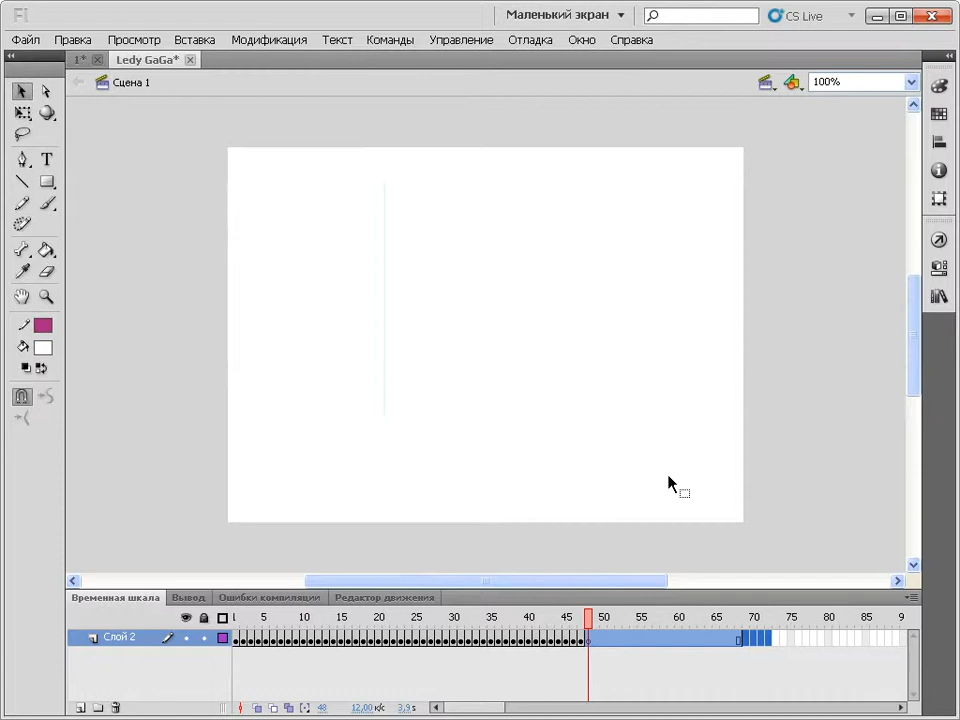 Fl
Маленький экран
CS Live
Файл Правка Просмотр Вставка Модификация Текст Команды Управление Отладка Окно Справка
1* Ledy GaGa*
Сцена 1 100%
T
Временная шкала Вывод Ошибки компиляции Редактор движения
5 10 15 20 25 30 35 40 45 50 55 60 65 70 75 80 85 9
Слой 2
48 12,00 к/с 3,9 s